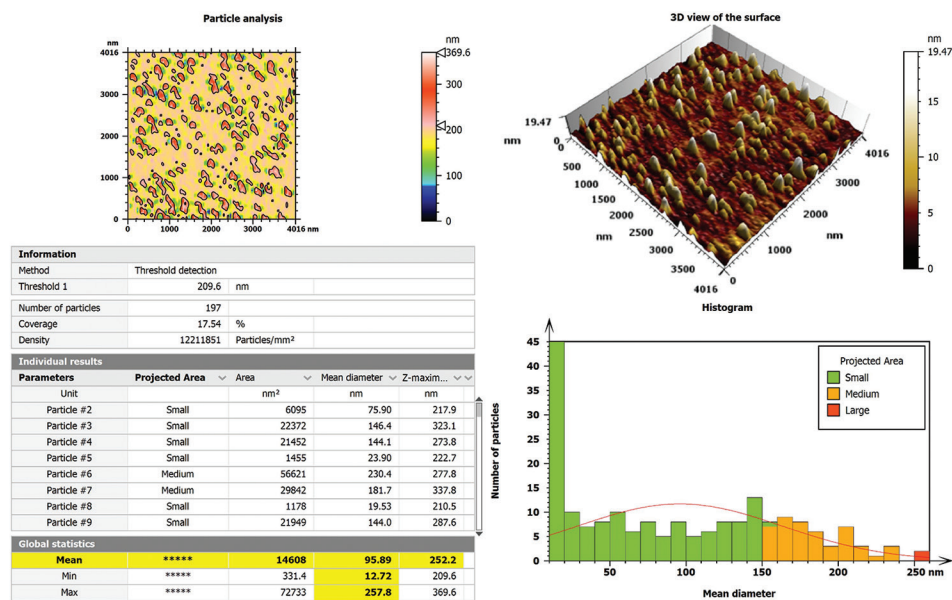 Particle analysis
nm
4016
3000
2000
1000
0
0 1000 2000 3000 4016 nm
nm
369.6
300
200
100
0
3D view of the surface
19.47
nm
0
0
500
1000
1500
2000
2500
3000
3500
4016
nm
0
1000
2000
3000
4016
nm
nm
19.47
15
10
5
0
Information
Method Threshold detection
Threshold 1 209.6 nm
Number of particles 197
Coverage 17.54 %
Density 12211851 Particles/mm²
Individual results
Parameters Projected Area Area Mean diameter Z-maxim...
Unit nm² nm nm
Particle #2 Small 6095 75.90 217.9
Particle #3 Small 22372 146.4 323.1
Particle #4 Small 21452 144.1 273.8
Particle #5 Small 1455 23.90 222.7
Particle #6 Medium 56621 230.4 277.8
Particle #7 Medium 29842 181.7 337.8
Particle #8 Small 1178 19.53 210.5
Particle #9 Small 21949 144.0 287.6
Global statistics
Mean ***** 14608 95.89 252.2
Min ***** 331.4 12.72 209.6
Max ***** 72733 257.8 369.6
Histogram
Number of particles
45
40
35
30
25
20
15
10
5
0
50 100 150 200 250 nm
Mean diameter
Projected Area
Small
Medium
Large